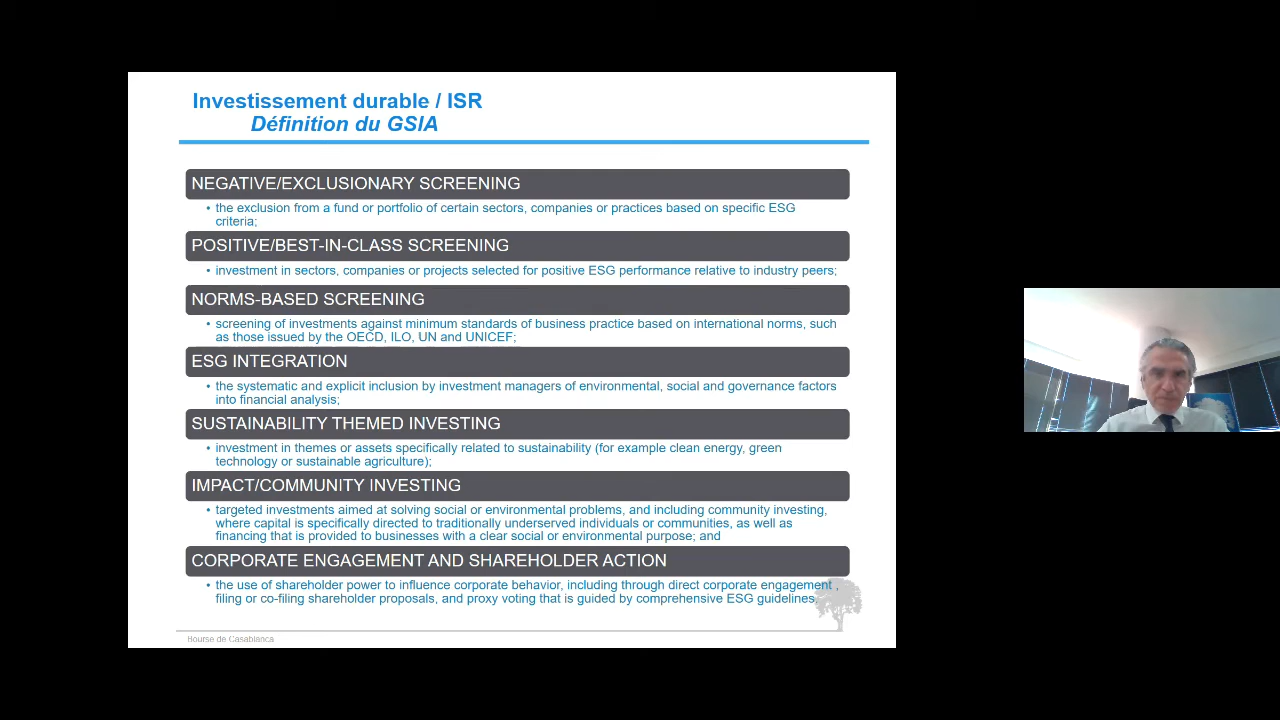 Investissement durable / ISR
Définition du GSIA
NEGATIVE/EXCLUSIONARY SCREENING
• the exclusion from a fund or portfolio of certain sectors, companies or practices based on specific ESG
criteria;
POSITIVE/BEST-IN-CLASS SCREENING
• investment in sectors, companies or projects selected for positive ESG performance relative to industry peers;
NORMS-BASED SCREENING
• screening of investments against minimum standards of business practice based on international norms, such
as those issued by the OECD, ILO, UN and UNICEF;
ESG INTEGRATION
• the systematic and explicit inclusion by investment managers of environmental, social and governance factors
into financial analysis;
SUSTAINABILITY THEMED INVESTING
• investment in themes or assets specifically related to sustainability (for example clean energy, green
technology or sustainable agriculture);
IMPACT/COMMUNITY INVESTING
• targeted investments aimed at solving social or environmental problems, and including community investing,
where capital is specifically directed to traditionally underserved individuals or communities, as well as
financing that is provided to businesses with a clear social or environmental purpose; and
CORPORATE ENGAGEMENT AND SHAREHOLDER ACTION
• the use of shareholder power to influence corporate behavior, including through direct corporate engagement ,
filing or co-filing shareholder proposals, and proxy voting that is guided by comprehensive ESG guidelines.
Bourse de Casablanca